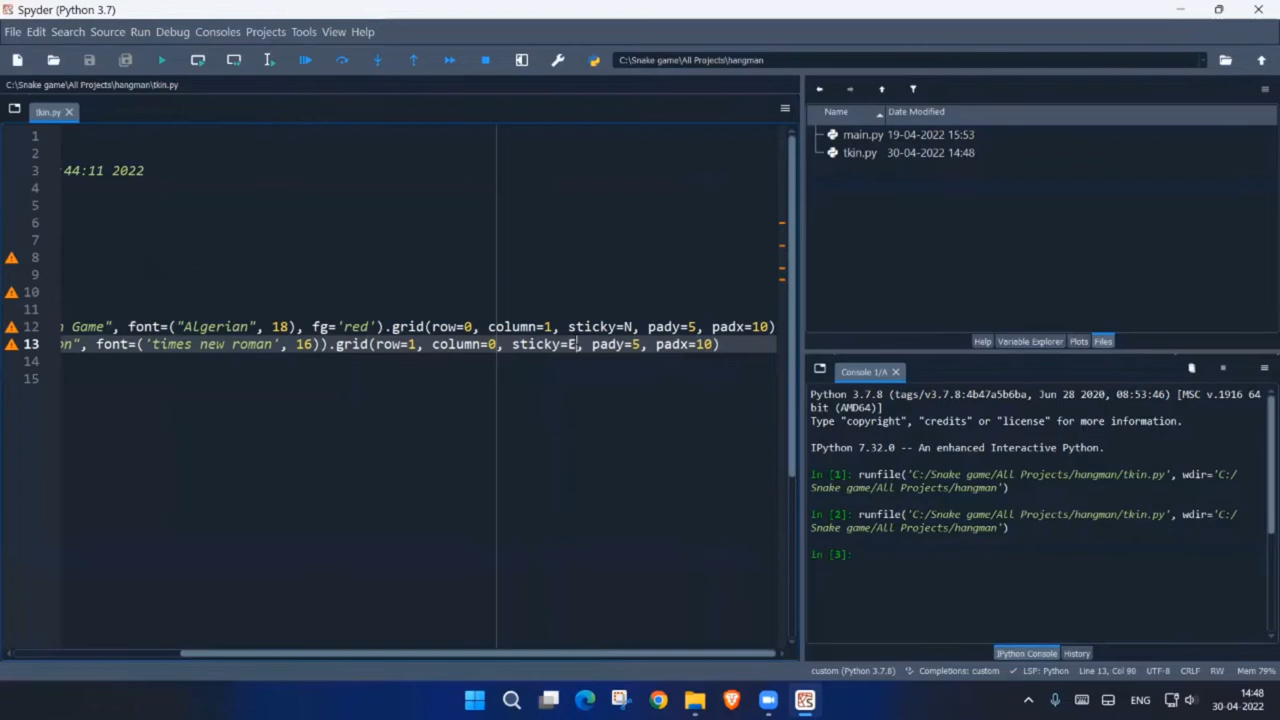 Spyder (Python 3.7)
File Edit Search Source Run Debug Consoles Projects Tools View Help
C:\Snake game\All Projects\hangman
C:\Snake game\All Projects\hangman\tkin.py
tkin.py
1
2
3 44:11 2022
4
5
6
7
8
9
10
11
12 Game", font=("Algerian", 18), fg='red').grid(row=0, column=1, sticky=N, pady=5, padx=10)
13 on", font=('times new roman', 16)).grid(row=1, column=0, sticky=E, pady=5, padx=10)
14
15
Name Date Modified
main.py 19-04-2022 15:53
tkin.py 30-04-2022 14:48
Help Variable Explorer Plots Files
Console 1/A
Python 3.7.8 (tags/v3.7.8:4b47a5b6ba, Jun 28 2020, 08:53:46) [MSC v.1916 64
bit (AMD64)]
Type "copyright", "credits" or "license" for more information.
IPython 7.32.0 -- An enhanced Interactive Python.
In [1]: runfile('C:/Snake game/All Projects/hangman/tkin.py', wdir='C:/
Snake game/All Projects/hangman')
In [2]: runfile('C:/Snake game/All Projects/hangman/tkin.py', wdir='C:/
Snake game/All Projects/hangman')
In [3]:
IPython Console History
custom (Python 3.7.8) Completions: custom LSP: Python Line 13, Col 90 UTF-8 CRLF RW Mem 79%
ENG
14:48
30-04-2022